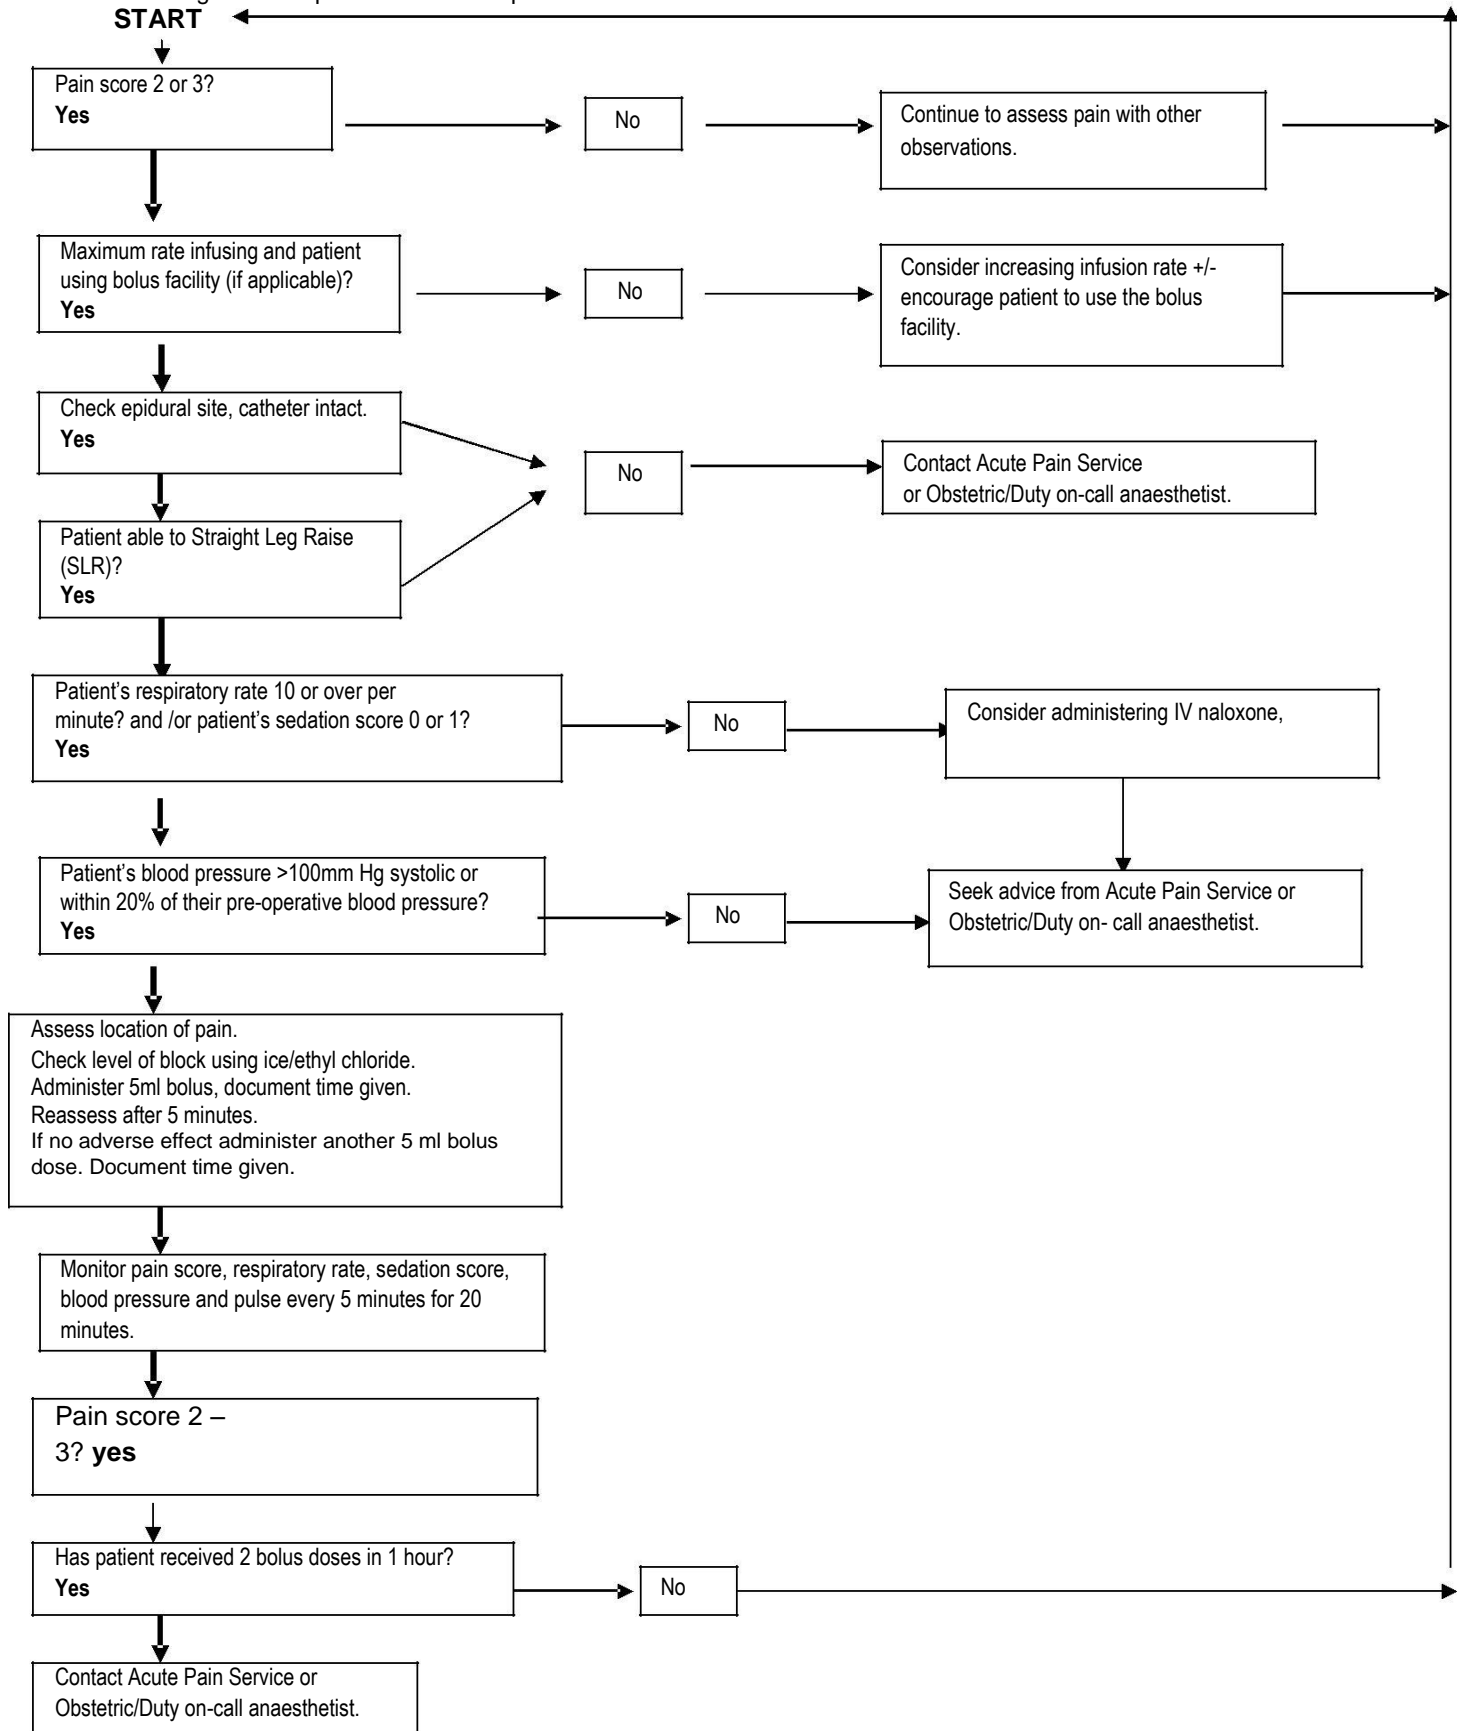 START
Pain score 2 or 3?
Yes
No
Continue to assess pain with other
observations.
Maximum rate infusing and patient
using bolus facility (if applicable)?
Yes
No
Consider increasing infusion rate +/-
encourage patient to use the bolus
facility.
Check epidural site, catheter intact.
Yes
No
Contact Acute Pain Service
or Obstetric/Duty on-call anaesthetist.
Patient able to Straight Leg Raise
(SLR)?
Yes
Patient’s respiratory rate 10 or over per
minute? and /or patient’s sedation score 0 or 1?
Yes
No
Consider administering IV naloxone,
Patient’s blood pressure >100mm Hg systolic or
within 20% of their pre-operative blood pressure?
Yes
No
Seek advice from Acute Pain Service or
Obstetric/Duty on- call anaesthetist.
Assess location of pain.
Check level of block using ice/ethyl chloride.
Administer 5ml bolus, document time given.
Reassess after 5 minutes.
If no adverse effect administer another 5 ml bolus
dose. Document time given.
Monitor pain score, respiratory rate, sedation score,
blood pressure and pulse every 5 minutes for 20
minutes.
Pain score 2 –
3? yes
Has patient received 2 bolus doses in 1 hour?
Yes
No
Contact Acute Pain Service or
Obstetric/Duty on-call anaesthetist.